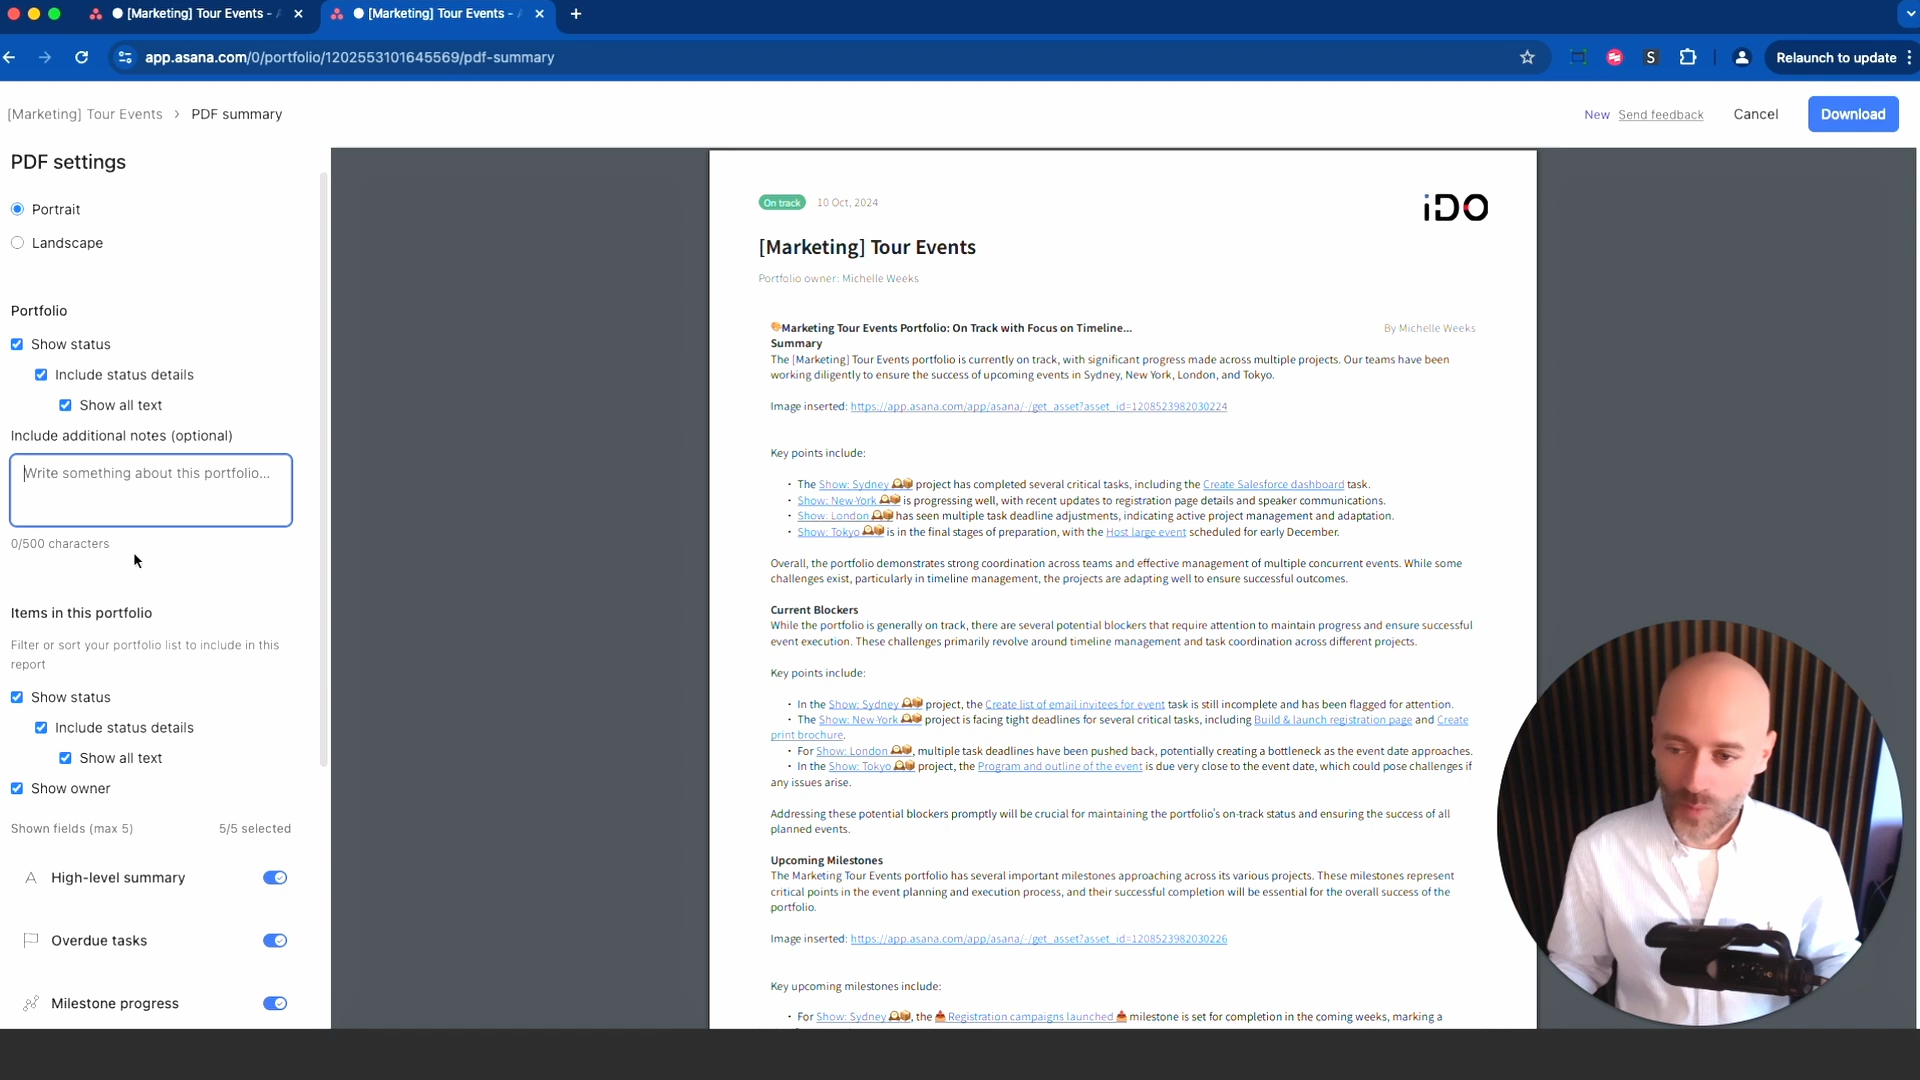 [Marketing] Tour Events -
[Marketing] Tour Events -
app.asana.com/0/portfolio/1202553101645569/pdf-summary
S
Relaunch to update
[Marketing] Tour Events > PDF summary
New Send feedback Cancel Download
PDF settings
Portrait
Landscape
Portfolio
Show status
Include status details
Show all text
Include additional notes (optional)
Write something about this portfolio...
0/500 characters
Items in this portfolio
Filter or sort your portfolio list to include in this
report
Show status
Include status details
Show all text
Show owner
Shown fields (max 5) 5/5 selected
High-level summary
Overdue tasks
Milestone progress
On track 10 Oct, 2024
iDO
[Marketing] Tour Events
Portfolio owner: Michelle Weeks
Marketing Tour Events Portfolio: On Track with Focus on Timeline... By Michelle Weeks
Summary
The [Marketing] Tour Events portfolio is currently on track, with significant progress made across multiple projects. Our teams have been
working diligently to ensure the success of upcoming events in Sydney, New York, London, and Tokyo.
Image inserted: https://app.asana.com/app/asana/-/get_asset?asset_id=1208523982030224
Key points include:
· The Show: Sydney project has completed several critical tasks, including the Create Salesforce dashboard task.
· Show: New York is progressing well, with recent updates to registration page details and speaker communications.
· Show: London has seen multiple task deadline adjustments, indicating active project management and adaptation.
· Show: Tokyo is in the final stages of preparation, with the Host large event scheduled for early December.
Overall, the portfolio demonstrates strong coordination across teams and effective management of multiple concurrent events. While some
challenges exist, particularly in timeline management, the projects are adapting well to ensure successful outcomes.
Current Blockers
While the portfolio is generally on track, there are several potential blockers that require attention to maintain progress and ensure successful
event execution. These challenges primarily revolve around timeline management and task coordination across different projects.
Key points include:
· In the Show: Sydney project, the Create list of email invitees for event task is still incomplete and has been flagged for attention.
· The Show: New York project is facing tight deadlines for several critical tasks, including Build & launch registration page and Create
print brochure.
· For Show: London , multiple task deadlines have been pushed back, potentially creating a bottleneck as the event date approaches.
· In the Show: Tokyo project, the Program and outline of the event is due very close to the event date, which could pose challenges if
any issues arise.
Addressing these potential blockers promptly will be crucial for maintaining the portfolio's on-track status and ensuring the success of all
planned events.
Upcoming Milestones
The Marketing Tour Events portfolio has several important milestones approaching across its various projects. These milestones represent
critical points in the event planning and execution process, and their successful completion will be essential for the overall success of the
portfolio.
Image inserted: https://app.asana.com/app/asana/-/get_asset?asset_id=1208523982030226
Key upcoming milestones include:
· For Show: Sydney , the Registration campaigns launched milestone is set for completion in the coming weeks, marking a